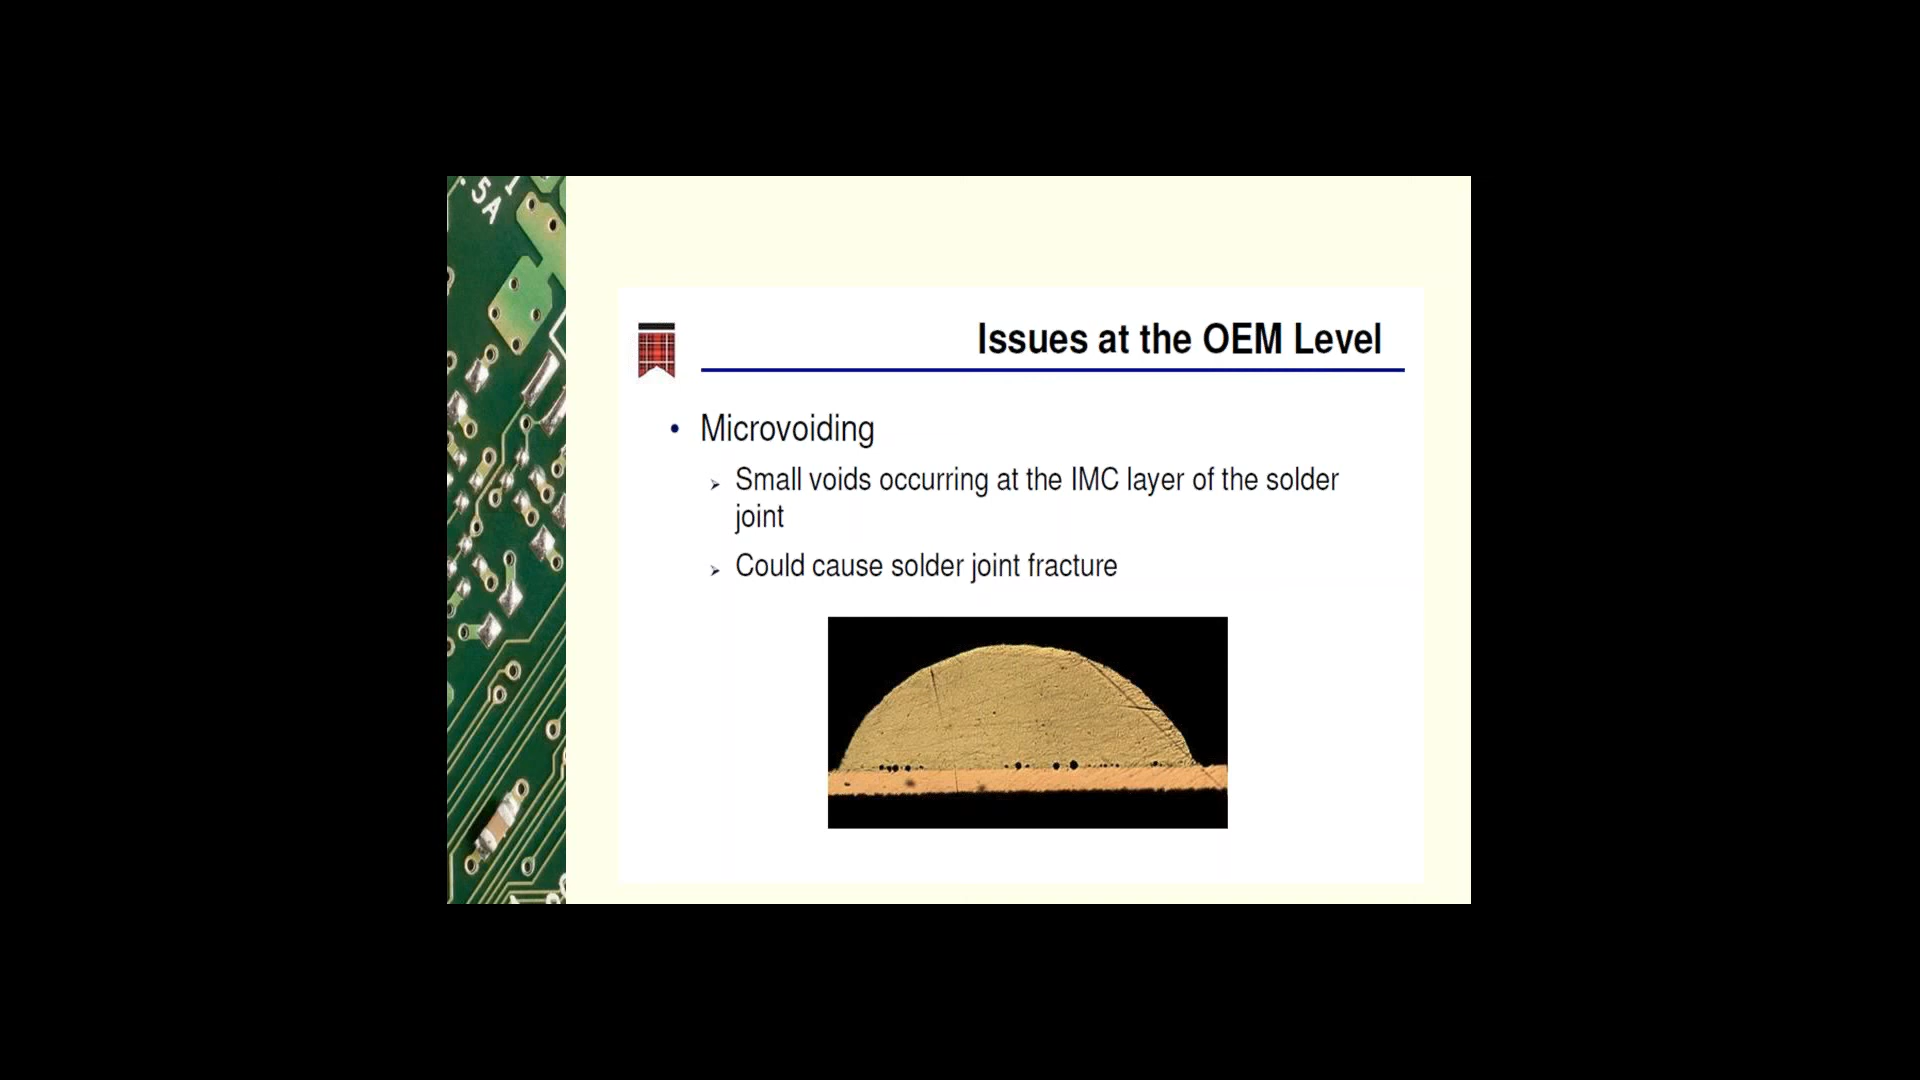 .5A
Issues at the OEM Level
• Microvoiding
➢ Small voids occurring at the IMC layer of the solder
joint
➢ Could cause solder joint fracture